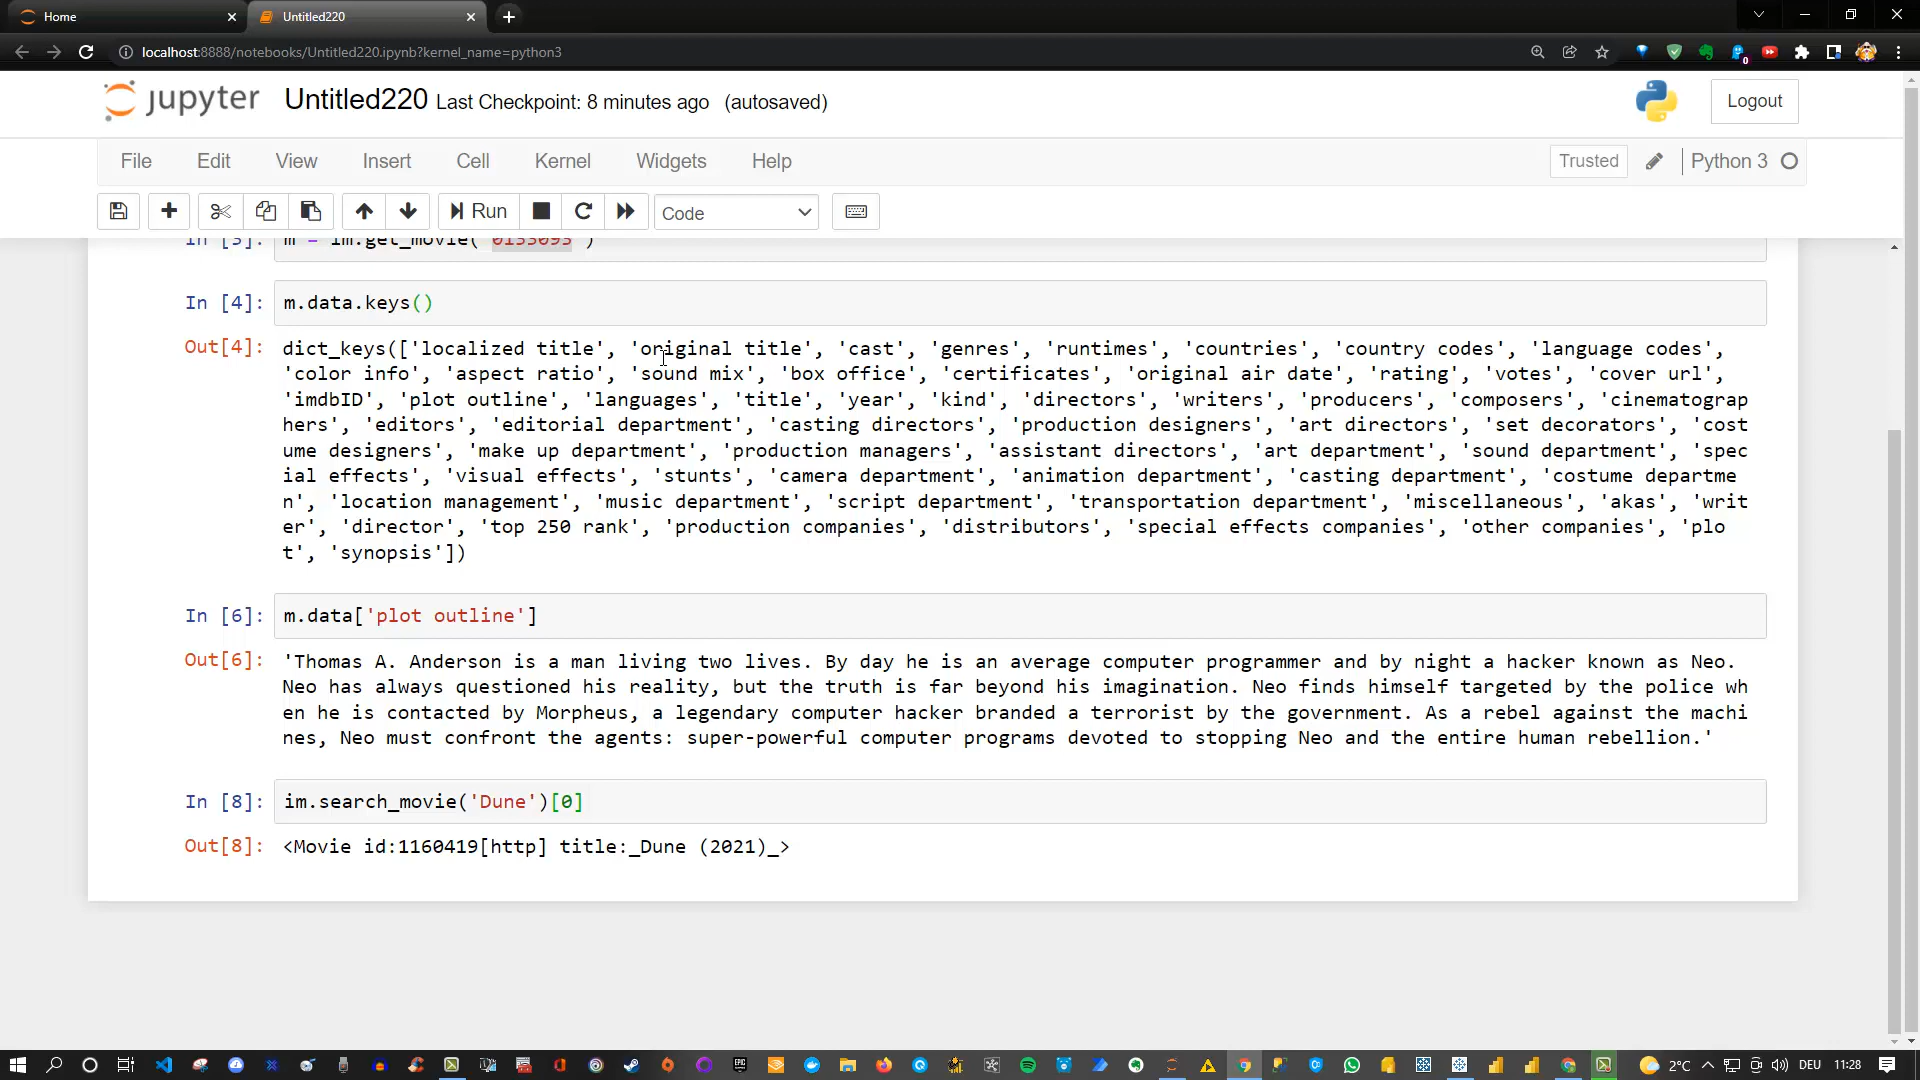 Home
Untitled220
localhost:8888/notebooks/Untitled220.ipynb?kernel_name=python3
0
jupyter Untitled220 Last Checkpoint: 8 minutes ago (autosaved)
Logout
File Edit View Insert Cell Kernel Widgets Help
Trusted Python 3
Run Code
In [3]: m = im.get_movie('0133093')
In [4]: m.data.keys()
Out[4]: dict_keys(['localized title', 'original title', 'cast', 'genres', 'runtimes', 'countries', 'country codes', 'language codes',
'color info', 'aspect ratio', 'sound mix', 'box office', 'certificates', 'original air date', 'rating', 'votes', 'cover url',
'imdbID', 'plot outline', 'languages', 'title', 'year', 'kind', 'directors', 'writers', 'producers', 'composers', 'cinematograp
hers', 'editors', 'editorial department', 'casting directors', 'production designers', 'art directors', 'set decorators', 'cost
ume designers', 'make up department', 'production managers', 'assistant directors', 'art department', 'sound department', 'spec
ial effects', 'visual effects', 'stunts', 'camera department', 'animation department', 'casting department', 'costume departme
n', 'location management', 'music department', 'script department', 'transportation department', 'miscellaneous', 'akas', 'writ
er', 'director', 'top 250 rank', 'production companies', 'distributors', 'special effects companies', 'other companies', 'plo
t', 'synopsis'])
In [6]: m.data['plot outline']
Out[6]: 'Thomas A. Anderson is a man living two lives. By day he is an average computer programmer and by night a hacker known as Neo.
Neo has always questioned his reality, but the truth is far beyond his imagination. Neo finds himself targeted by the police wh
en he is contacted by Morpheus, a legendary computer hacker branded a terrorist by the government. As a rebel against the machi
nes, Neo must confront the agents: super-powerful computer programs devoted to stopping Neo and the entire human rebellion.'
In [8]: im.search_movie('Dune')[0]
Out[8]: <Movie id:1160419[http] title:_Dune (2021)_>
2°C DEU 11:28